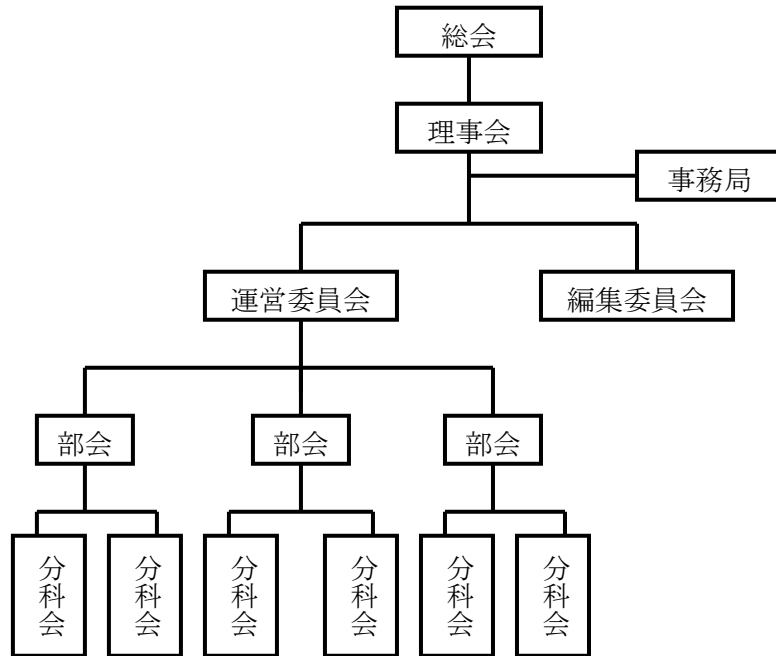 総会
理事会
事務局
運営委員会
編集委員会
部会
部会
部会
分科会
分科会
分科会
分科会
分科会
分科会